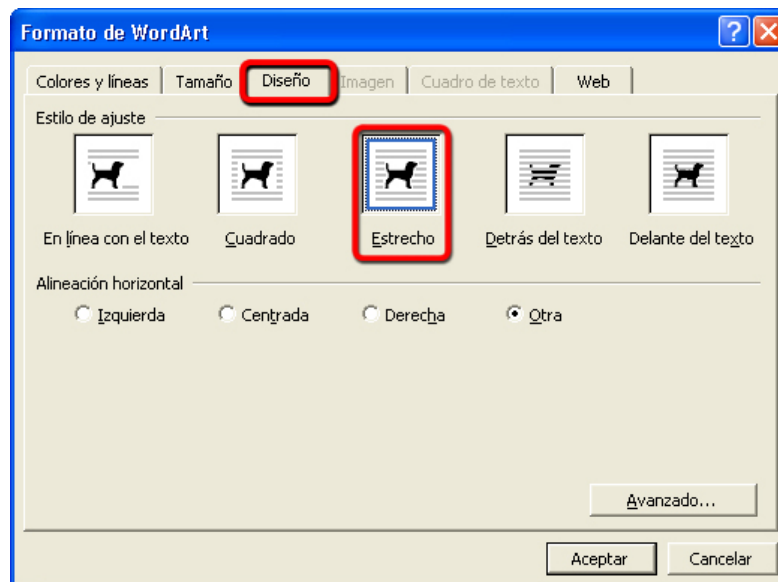 Formato de WordArt
Colores y líneas Tamaño Diseño Imagen Cuadro de texto Web
Estilo de ajuste
En línea con el texto Cuadrado Estrecho Detrás del texto Delante del texto
Alineación horizontal
Izquierda Centrada Derecha Otra
Avanzado...
Aceptar Cancelar